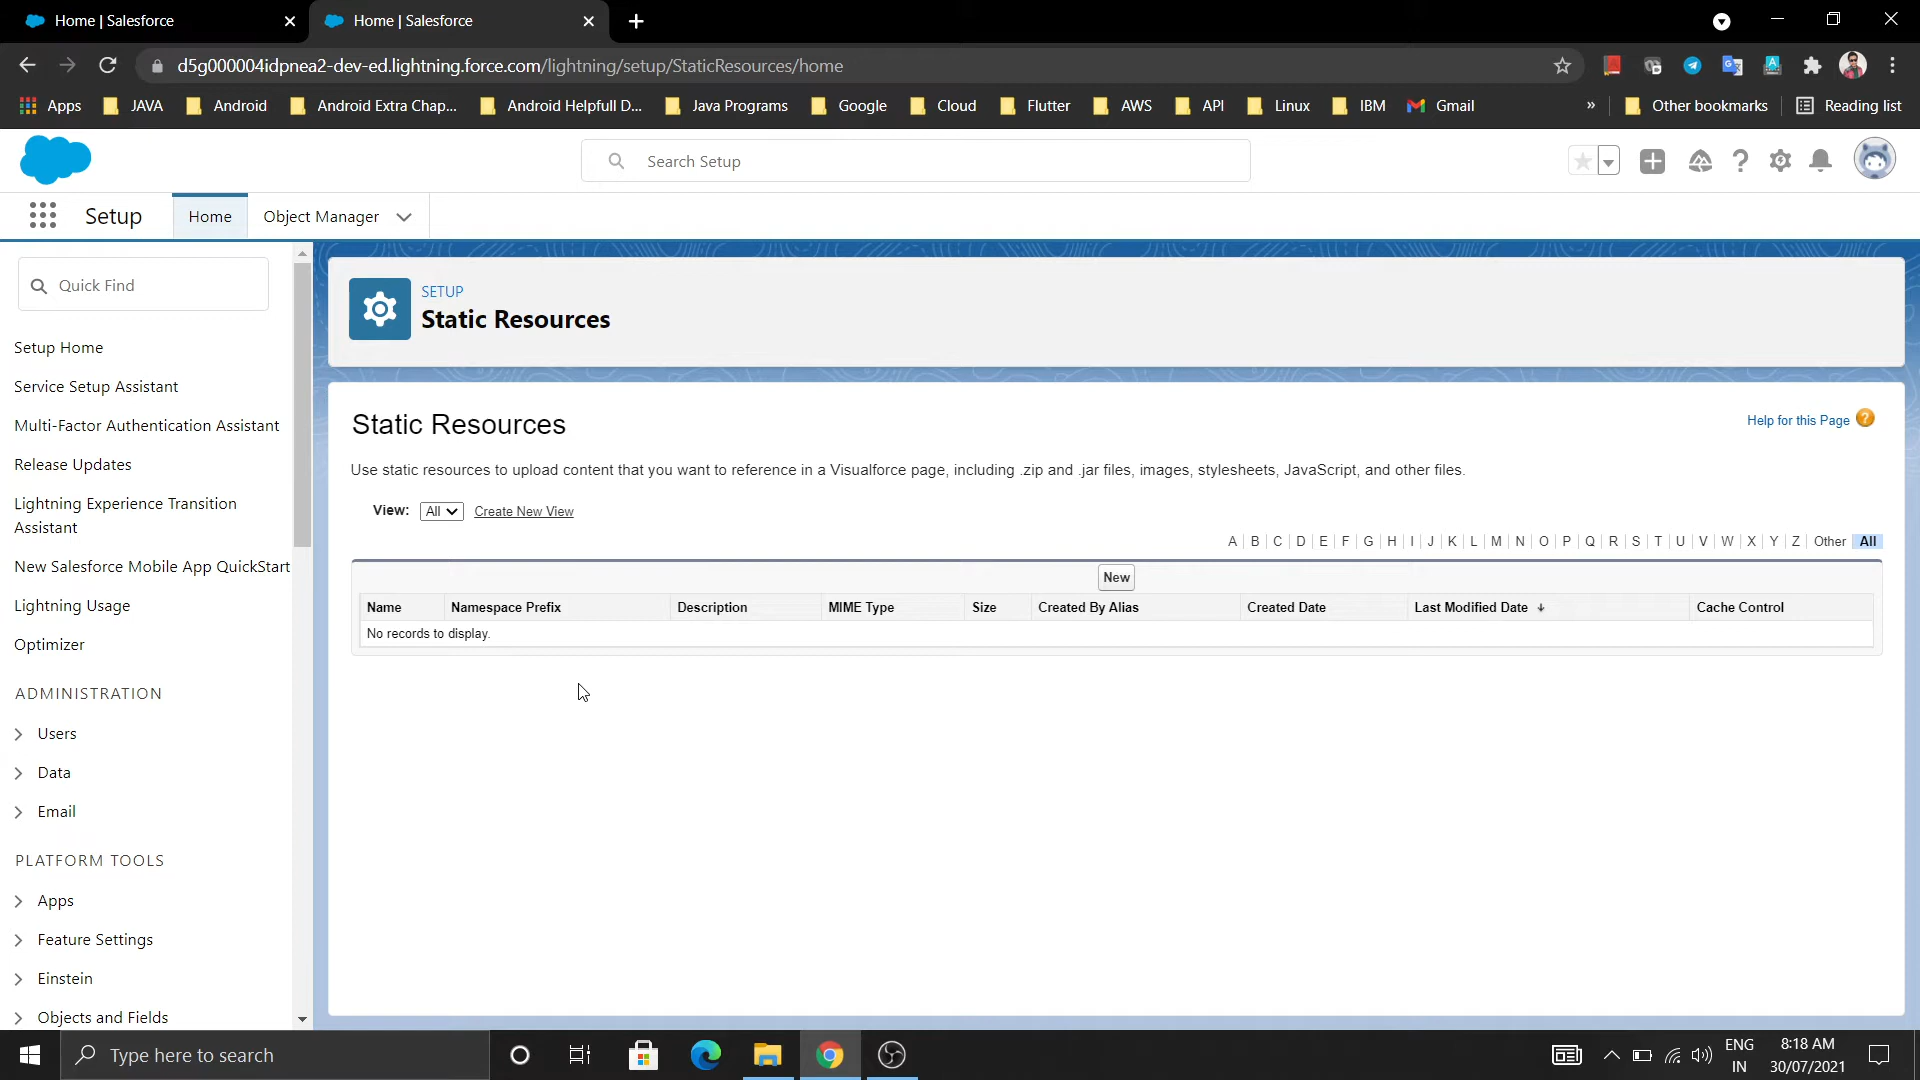 Home | Salesforce
Home | Salesforce
d5g000004idpnea2-dev-ed.lightning.force.com/lightning/setup/StaticResources/home
Apps JAVA Android Android Extra Chap... Android Helpfull D... Java Programs Google Cloud Flutter AWS API Linux IBM Gmail » Other bookmarks Reading list
Search Setup
Setup Home Object Manager
Quick Find
Setup Home
Service Setup Assistant
Multi-Factor Authentication Assistant
Release Updates
Lightning Experience Transition
Assistant
New Salesforce Mobile App QuickStart
Lightning Usage
Optimizer
ADMINISTRATION
Users
Data
Email
PLATFORM TOOLS
Apps
Feature Settings
Einstein
Objects and Fields
SETUP
Static Resources
Static Resources
Help for this Page ?
Use static resources to upload content that you want to reference in a Visualforce page, including .zip and .jar files, images, stylesheets, JavaScript, and other files.
View: All Create New View
A | B | C | D | E | F | G | H | I | J | K | L | M | N | O | P | Q | R | S | T | U | V | W | X | Y | Z | Other All
New
Name Namespace Prefix Description MIME Type Size Created By Alias Created Date Last Modified Date Cache Control
No records to display.
Type here to search
ENG
IN
8:18 AM
30/07/2021